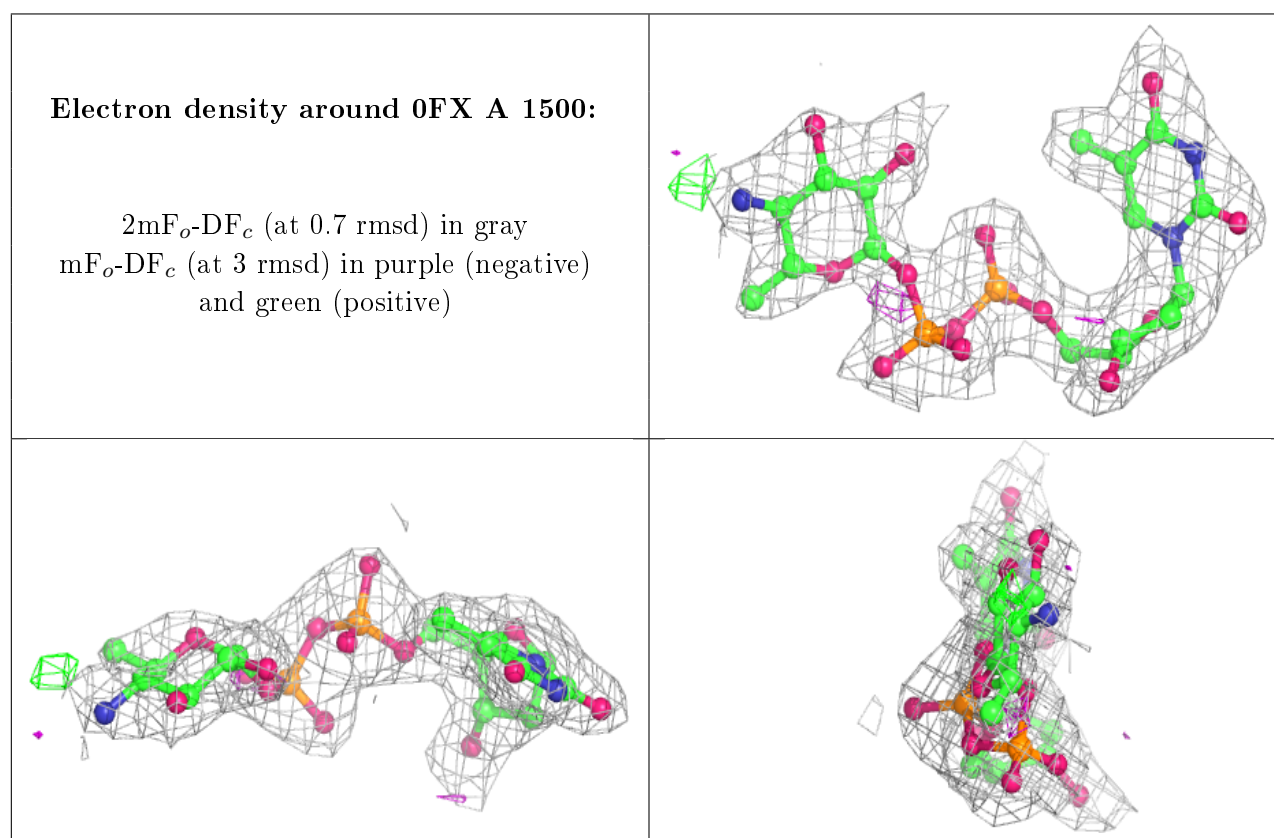 Electron density around 0FX A 1500:
2mFₒ-DF𝒸 (at 0.7 rmsd) in gray
mFₒ-DF𝒸 (at 3 rmsd) in purple (negative)
and green (positive)